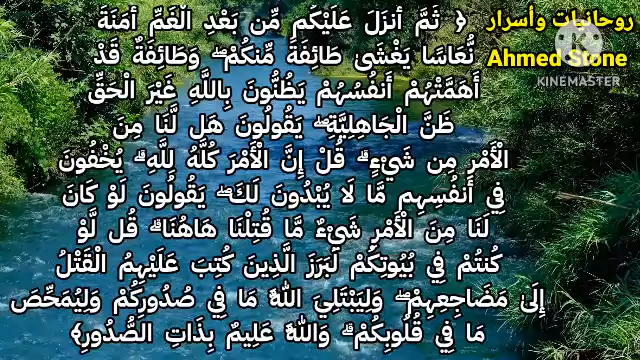 روحانيات وأسرار
Ahmed Stone
KINEMASTER
﴿ ثُمَّ أَنزَلَ عَلَيْكُم مِّن بَعْدِ الْغَمِّ أَمَنَةً
نُّعَاسًا يَغْشَىٰ طَائِفَةً مِّنكُمْ ۖ وَطَائِفَةٌ قَدْ
أَهَمَّتْهُمْ أَنفُسُهُمْ يَظُنُّونَ بِاللَّهِ غَيْرَ الْحَقِّ
ظَنَّ الْجَاهِلِيَّةِ ۖ يَقُولُونَ هَل لَّنَا مِنَ
الْأَمْرِ مِن شَيْءٍ ۗ قُلْ إِنَّ الْأَمْرَ كُلَّهُ لِلَّهِ ۗ يُخْفُونَ
فِي أَنفُسِهِم مَّا لَا يُبْدُونَ لَكَ ۖ يَقُولُونَ لَوْ كَانَ
لَنَا مِنَ الْأَمْرِ شَيْءٌ مَّا قُتِلْنَا هَاهُنَا ۗ قُل لَّوْ
كُنتُمْ فِي بُيُوتِكُمْ لَبَرَزَ الَّذِينَ كُتِبَ عَلَيْهِمُ الْقَتْلُ
إِلَىٰ مَضَاجِعِهِمْ ۖ وَلِيَبْتَلِيَ اللَّهُ مَا فِي صُدُورِكُمْ وَلِيُمَحِّصَ
مَا فِي قُلُوبِكُمْ ۗ وَاللَّهُ عَلِيمٌ بِذَاتِ الصُّدُورِ﴾